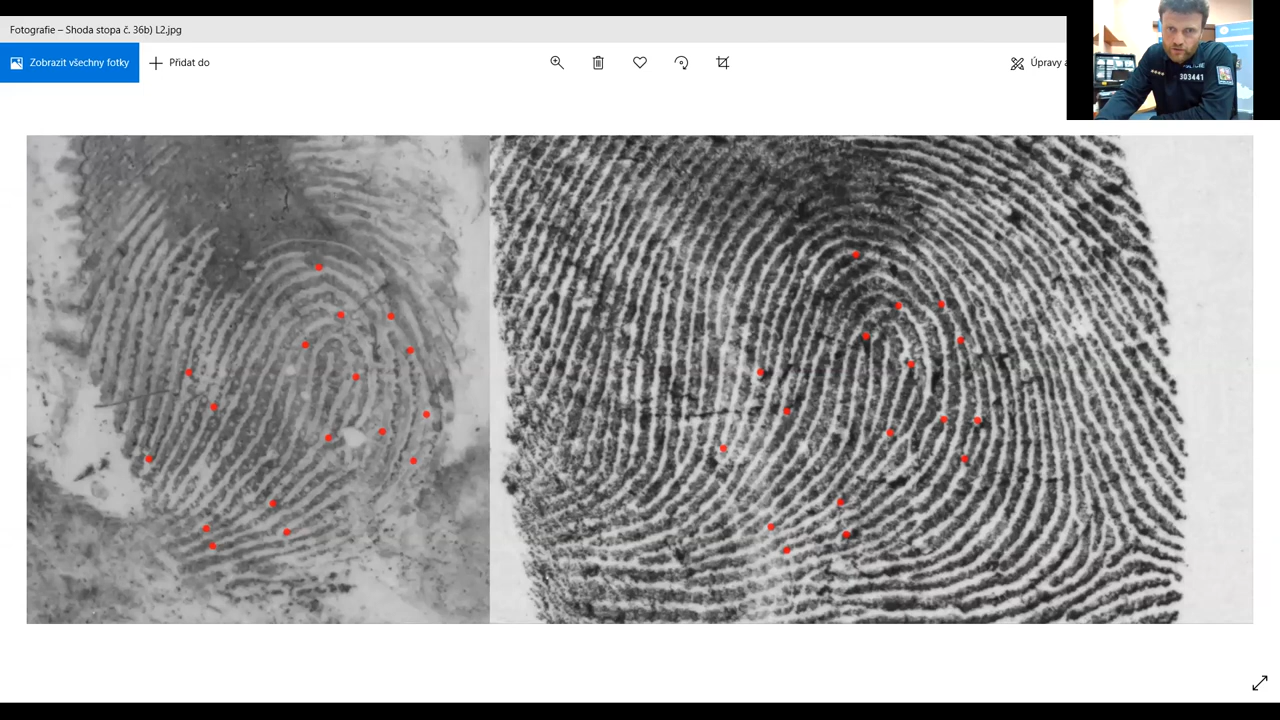 Fotografie – Shoda stopa č. 36b) L2.jpg
Zobrazit všechny fotky
Přidat do
Úpravy a
303441